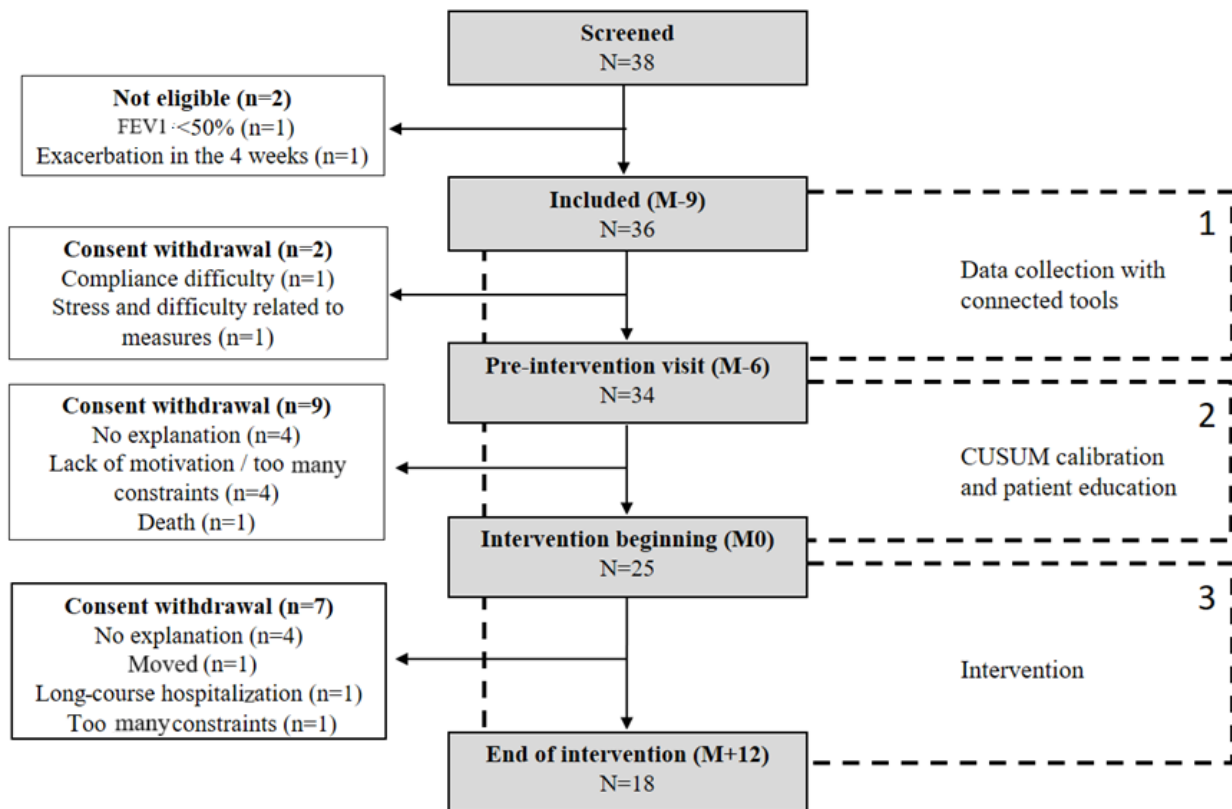 Screened
N=38
Not eligible (n=2)
FEV1 :<50% (n=1)
Exacerbation in the 4 weeks (n=1)
Included (M-9)
N=36
1
Data collection with
connected tools
Consent withdrawal (n=2)
Compliance difficulty (n=1)
Stress and difficulty related to
measures (n=1)
Pre-intervention visit (M-6)
N=34
2
CUSUM calibration
and patient education
Consent withdrawal (n=9)
No explanation (n=4)
Lack of motivation / too many
constraints (n=4)
Death (n=1)
Intervention beginning (M0)
N=25
3
Intervention
Consent withdrawal (n=7)
No explanation (n=4)
Moved (n=1)
Long-course hospitalization (n=1)
Too many constraints (n=1)
End of intervention (M+12)
N=18